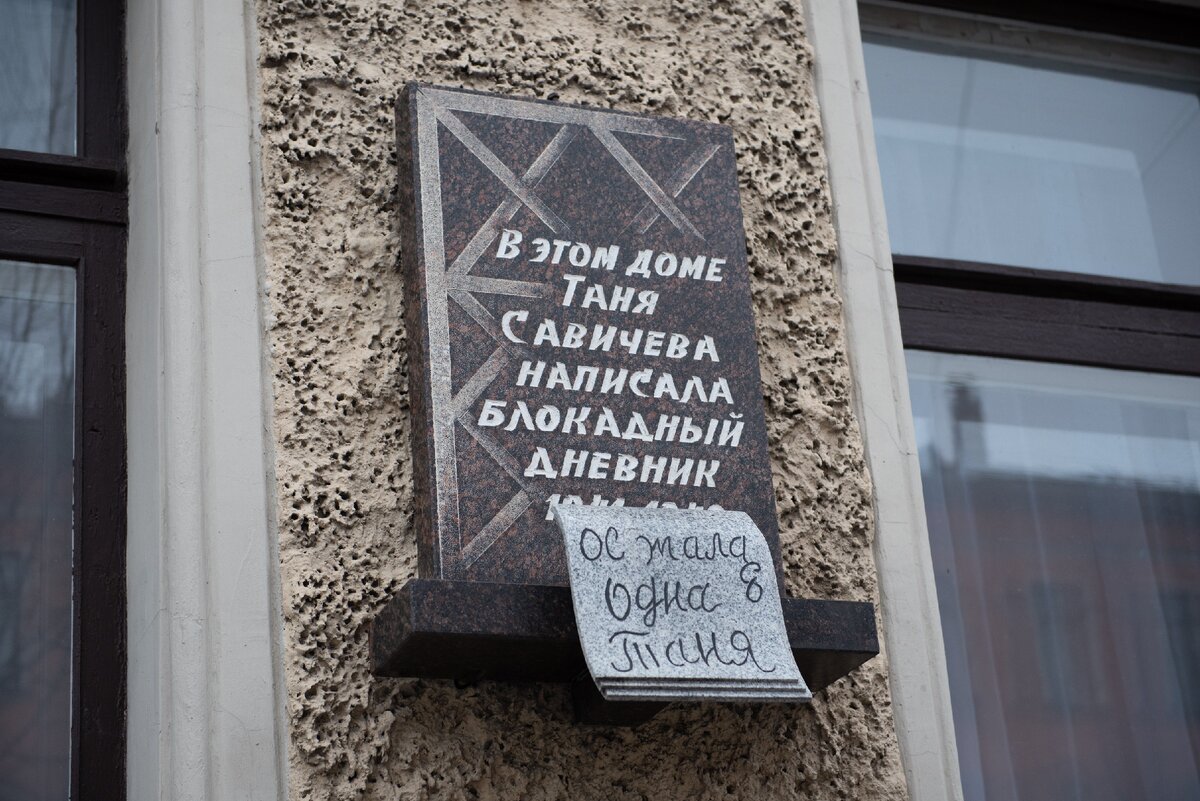 В ЭТОМ ДОМЕ
ТАНЯ
САВИЧЕВА
НАПИСАЛА
БЛОКАДНЫЙ
ДНЕВНИК
осталась
одна
Таня